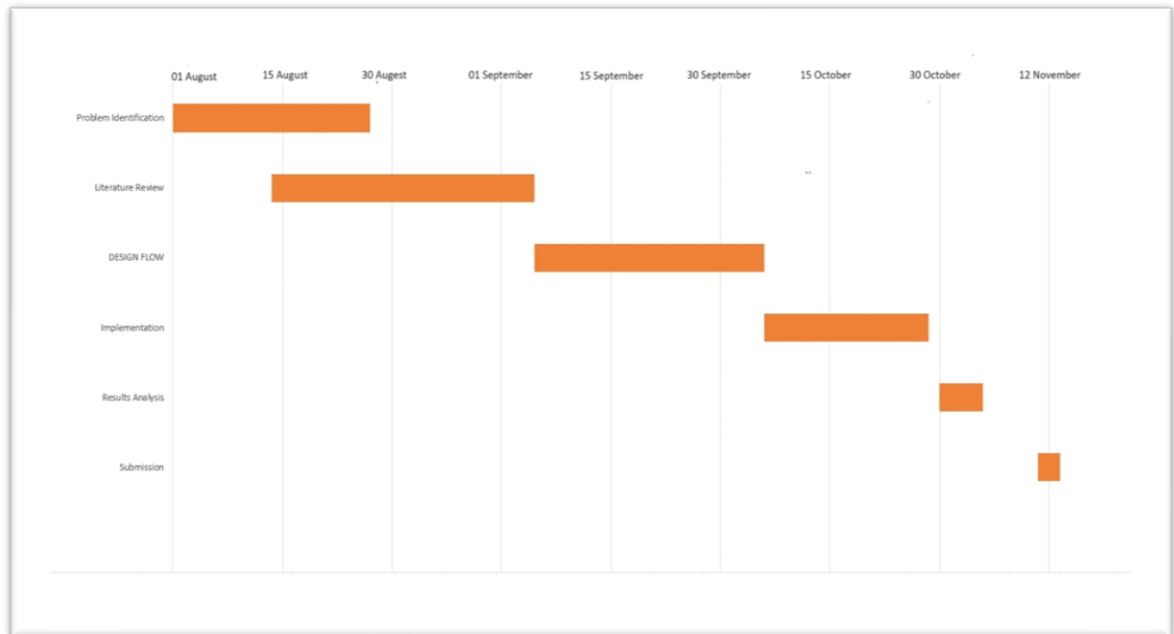 01 August
15 August
30 Augest
01 September
15 September
30 September
15 October
30 October
12 November
Problem Identification
Literature Review
DESIGN FLOW
Implementation
Results Analysis
Submission